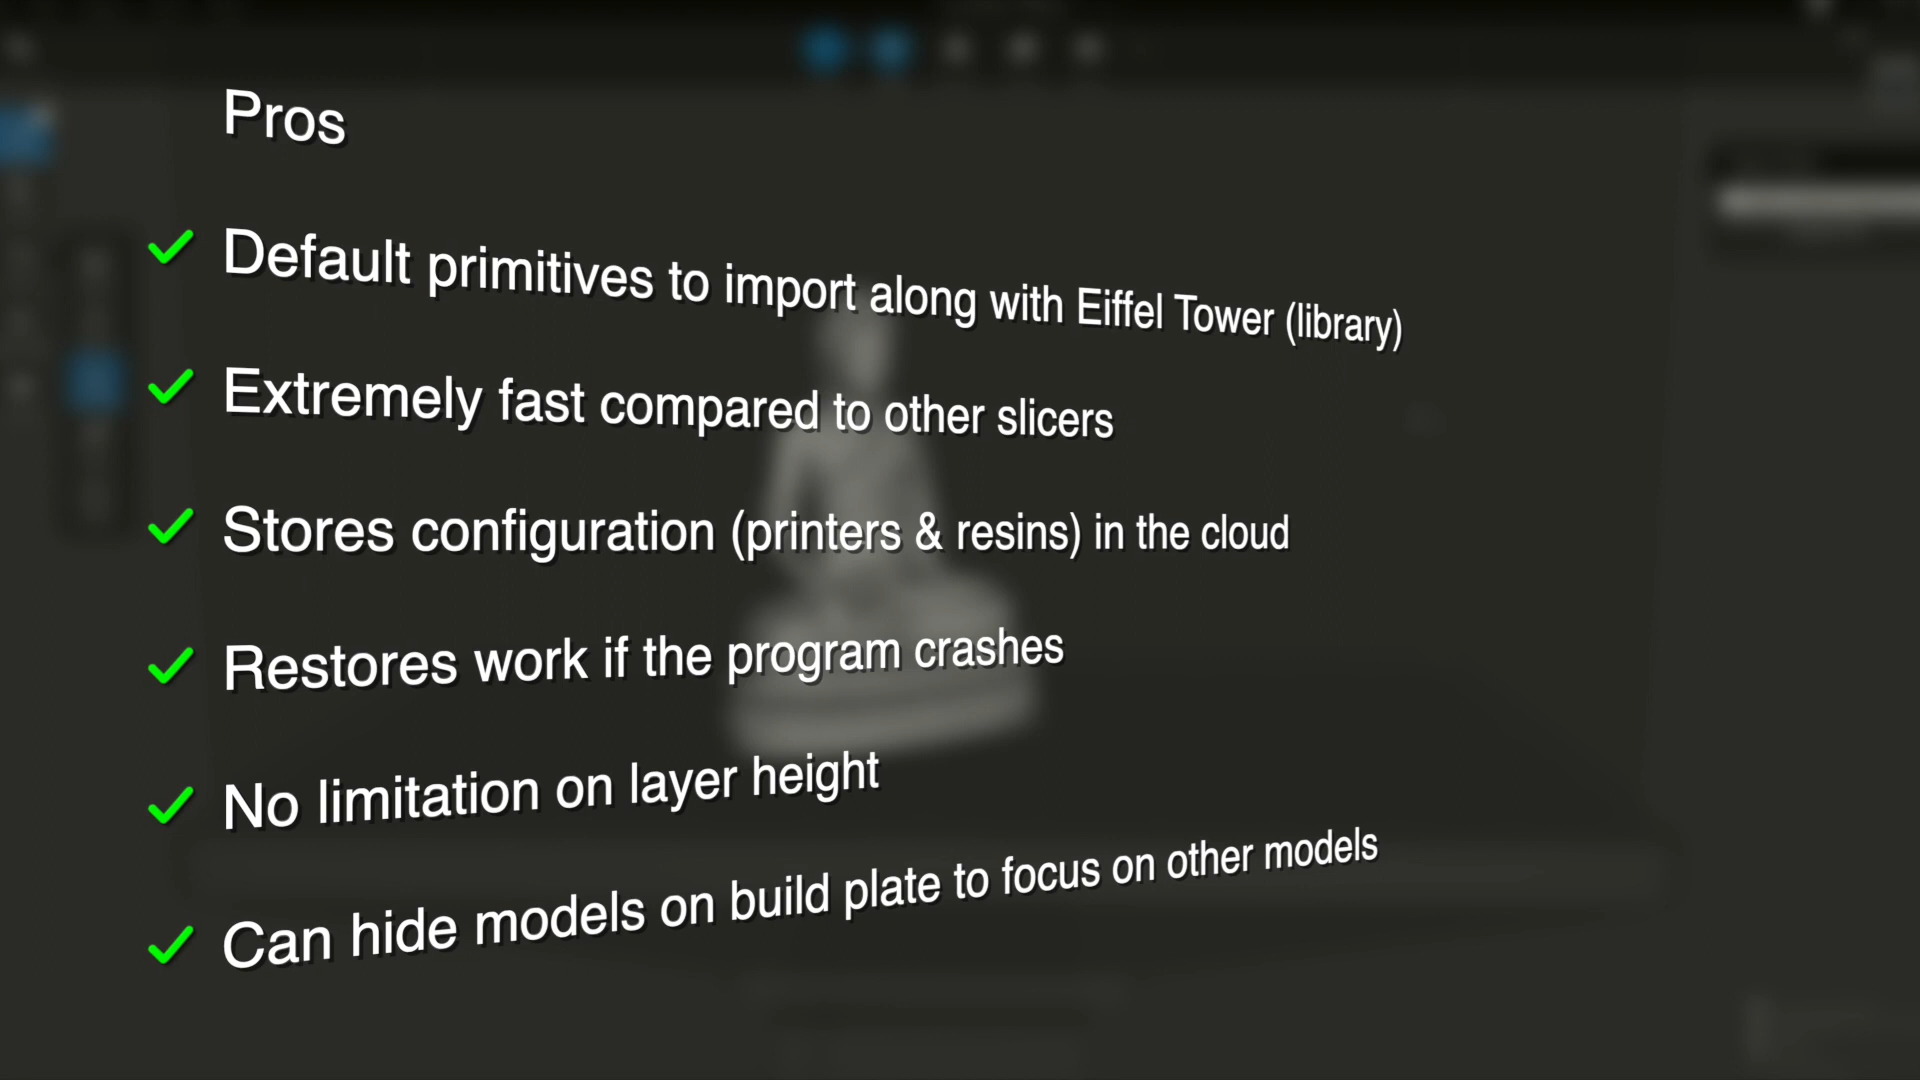 Pros
Default primitives to import along with Eiffel Tower (library)
Extremely fast compared to other slicers
Stores configuration (printers & resins) in the cloud
Restores work if the program crashes
No limitation on layer height
Can hide models on build plate to focus on other models